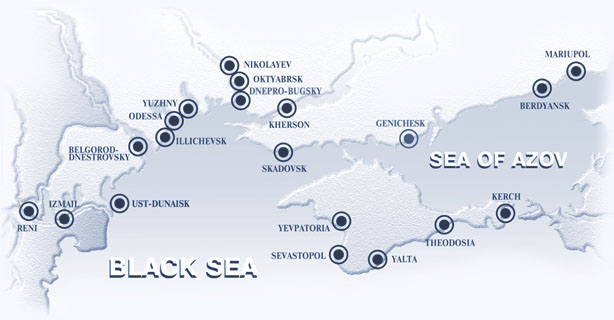 MARIUPOL
NIKOLAYEV
OKTYABRSK
DNEPRO-BUGSKY
BERDYANSK
YUZHNY
ODESSA
KHERSON
GENICHESK
ILLICHEVSK
BELGOROD-
DNESTROVSKY
SEA OF AZOV
SKADOVSK
KERCH
IZMAIL
UST-DUNAISK
RENI
YEVPATORIA
THEODOSIA
SEVASTOPOL
YALTA
BLACK SEA